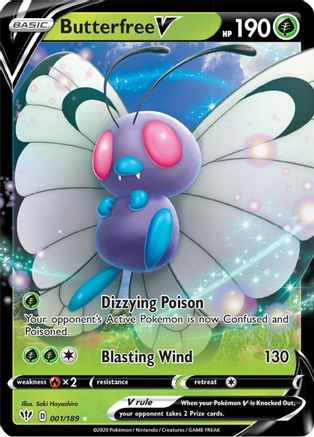 BASIC Butterfree V HP 190
Dizzying Poison
Your opponent's Active Pokémon is now Confused and
Poisoned.
Blasting Wind 130
weakness × 2 resistance retreat
Illus. Saki Hayashiro
V rule When your Pokémon V is Knocked Out,
your opponent takes 2 Prize cards.
D 001/189
©2020 Pokémon / Nintendo / Creatures / GAME FREAK